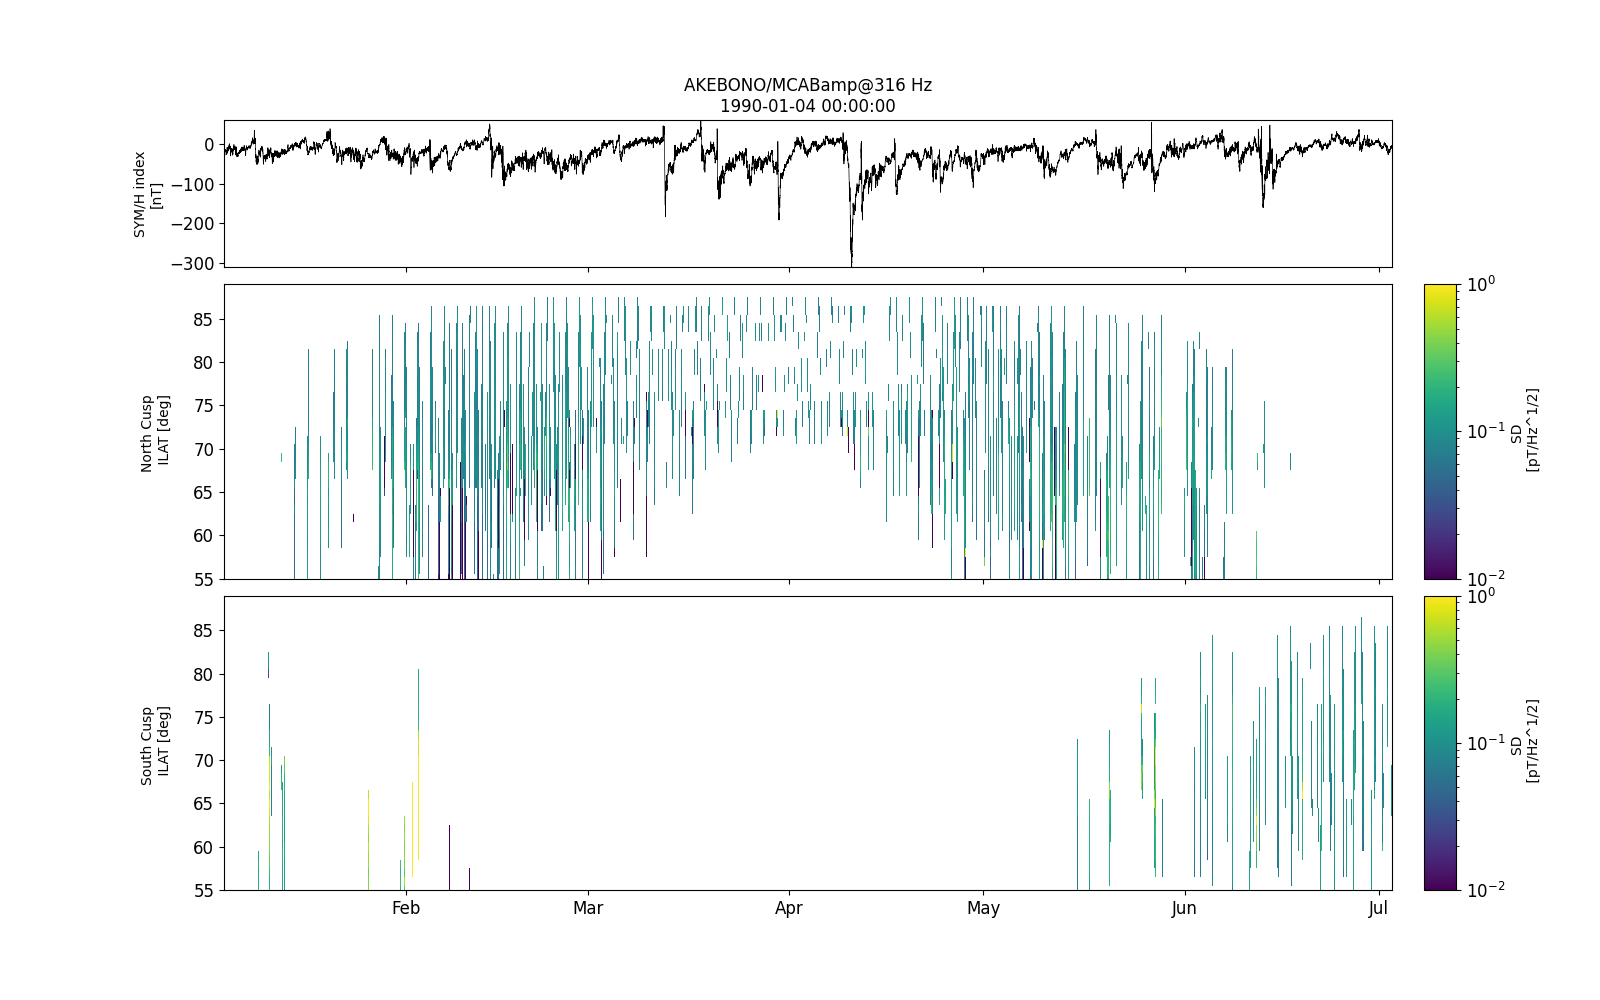 AKEBONO/MCABamp@316 Hz
1990-01-04 00:00:00
0
−100
−200
−300
SYM/H index
[nT]
85
80
75
70
65
60
55
North Cusp
ILAT [deg]
10^0
10^-1
10^-2
SD
[pT/Hz^1/2]
85
80
75
70
65
60
55
South Cusp
ILAT [deg]
10^0
10^-1
10^-2
SD
[pT/Hz^1/2]
Feb Mar Apr May Jun Jul